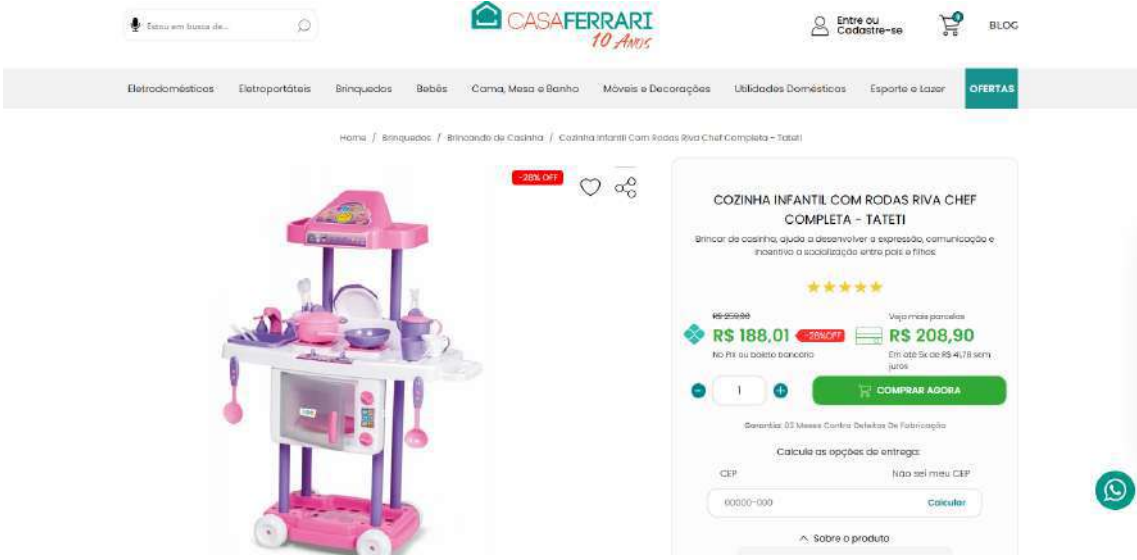 Estou em busca de...
CASAFERRARI
10 ANOS
Entre ou
Cadastre-se
0
BLOG
Eletrodomésticos
Eletroportáteis
Brinquedos
Bebês
Cama, Mesa e Banho
Móveis e Decorações
Utilidades Domésticas
Esporte e Lazer
OFERTAS
Home / Brinquedos / Brincando de Casinha / Cozinha Infantil Com Rodas Riva Chef Completa - Tateti
-28% OFF
COZINHA INFANTIL COM RODAS RIVA CHEF
COMPLETA - TATETI
Brincar de casinha, ajuda a desenvolver a expressão, comunicação e
incentiva a socialização entre pais e filhos
R$ 259,90
R$ 188,01 -28%OFF
No PIX ou boleto bancário
Veja mais parcelas
R$ 208,90
Em até 5x de R$ 41,78 sem
juros
1
COMPRAR AGORA
Garantia: 03 Meses Contra Defeitos De Fabricação
Calcule as opções de entrega:
CEP
Não sei meu CEP
00000-000
Calcular
Sobre o produto